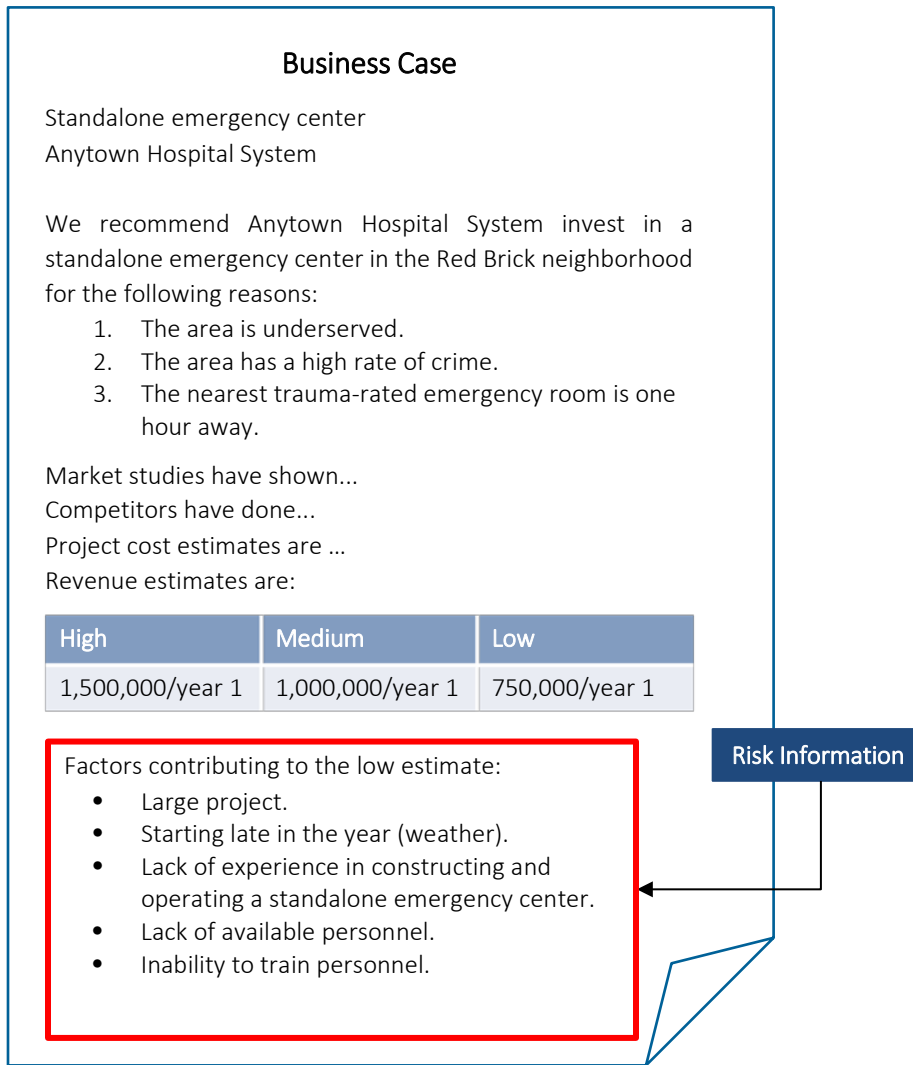 Business Case
Standalone emergency center
Anytown Hospital System
We recommend Anytown Hospital System invest in a
standalone emergency center in the Red Brick neighborhood
for the following reasons:
1. The area is underserved.
2. The area has a high rate of crime.
3. The nearest trauma-rated emergency room is one
hour away.
Market studies have shown...
Competitors have done...
Project cost estimates are …
Revenue estimates are:
High Medium Low
1,500,000/year 1 1,000,000/year 1 750,000/year 1
Factors contributing to the low estimate:
• Large project.
• Starting late in the year (weather).
• Lack of experience in constructing and
operating a standalone emergency center.
• Lack of available personnel.
• Inability to train personnel.
Risk Information